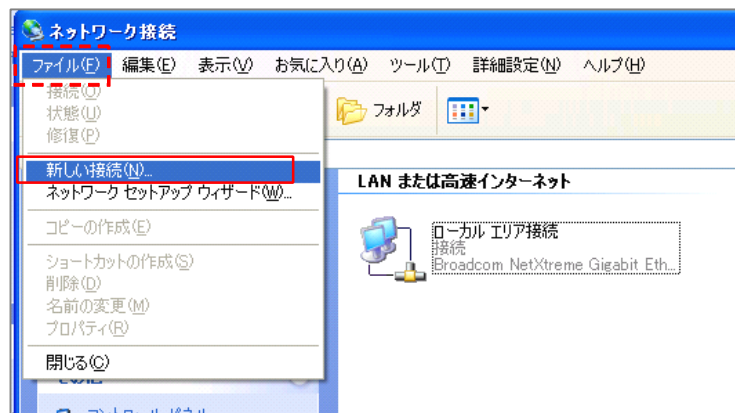 ネットワーク接続
ファイル(F) 編集(E) 表示(V) お気に入り(A) ツール(T) 詳細設定(N) ヘルプ(H)
接続(O)
状態(U)
修復(P)
新しい接続(N)...
ネットワーク セットアップ ウィザード(W)...
コピーの作成(E)
ショートカットの作成(S)
削除(D)
名前の変更(M)
プロパティ(R)
閉じる(C)
フォルダ
LAN または高速インターネット
ローカル エリア接続
接続
Broadcom NetXtreme Gigabit Eth...